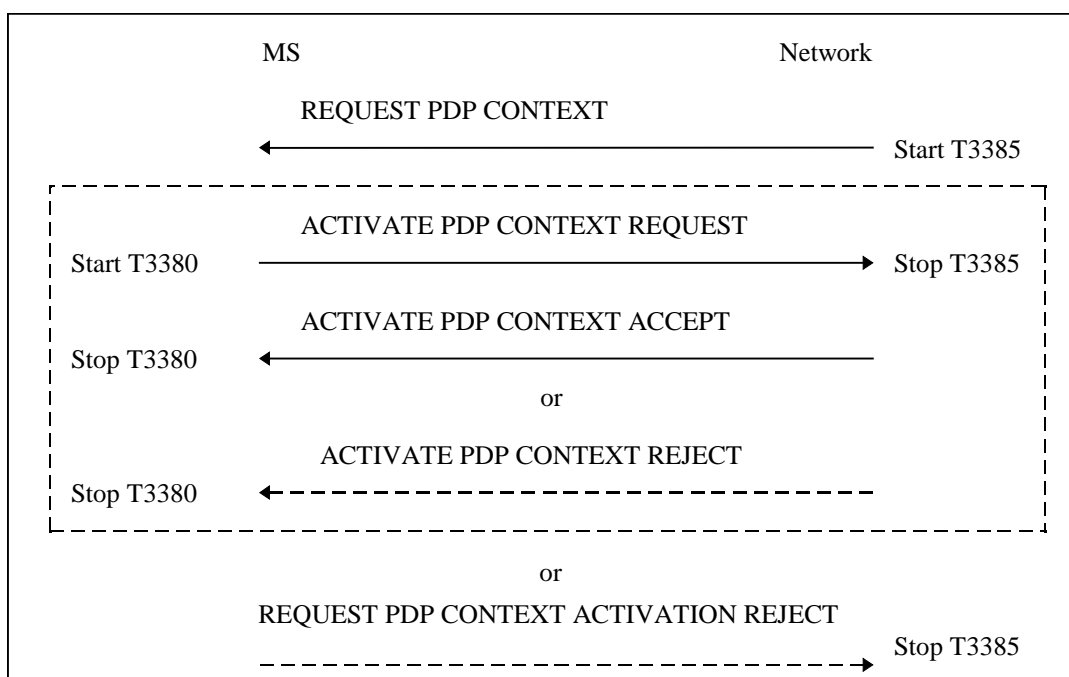 MS Network
REQUEST PDP CONTEXT
Start T3385
ACTIVATE PDP CONTEXT REQUEST
Start T3380 Stop T3385
ACTIVATE PDP CONTEXT ACCEPT
Stop T3380
or
ACTIVATE PDP CONTEXT REJECT
Stop T3380
or
REQUEST PDP CONTEXT ACTIVATION REJECT
Stop T3385